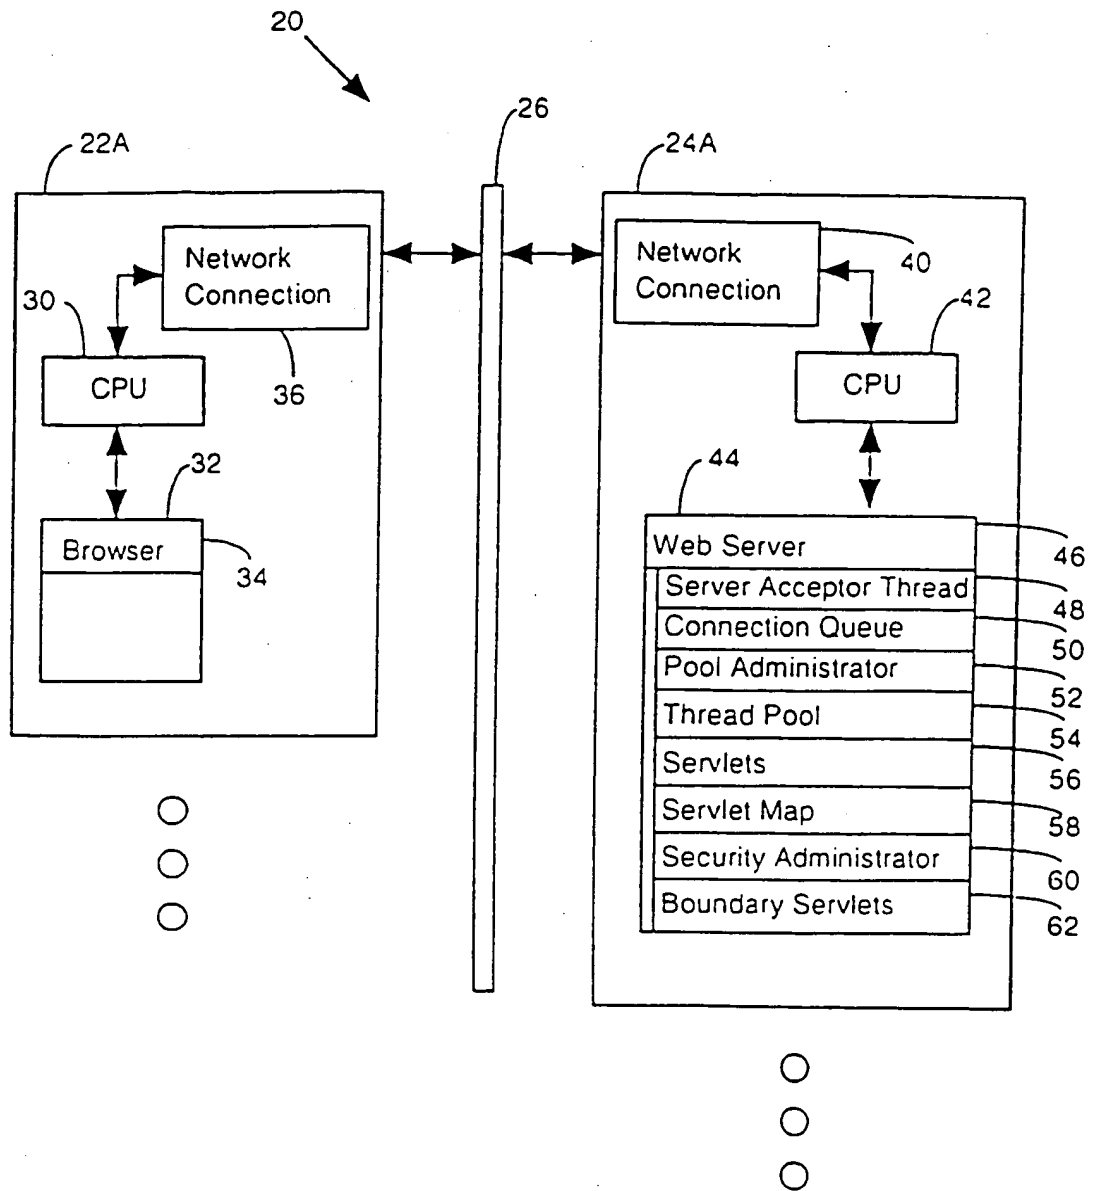 20
26
22A
24A
Network
Connection
36
30
CPU
32
Browser
34
Network
Connection
40
42
CPU
44
Web Server
46
Server Acceptor Thread
48
Connection Queue
50
Pool Administrator
52
Thread Pool
54
Servlets
56
Servlet Map
58
Security Administrator
60
Boundary Servlets
62